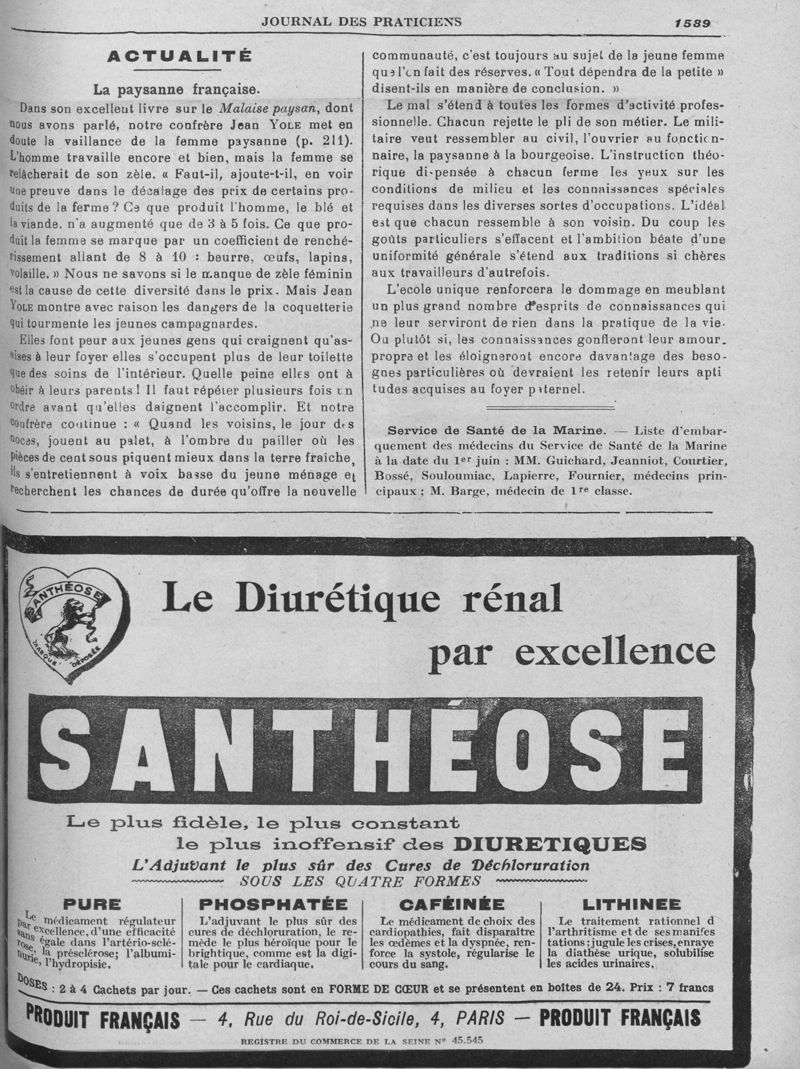 JOURNAL DES PRATICIENS 1589
ACTUALITÉ
La paysanne française.
Dans son excellent livre sur le Malaise paysan, dont
nous avons parlé, notre confrère Jean YOLE met en
doute la vaillance de la femme paysanne (p. 211).
L'homme travaille encore et bien, mais la femme se
relâcherait de son zèle. « Faut-il, ajoute-t-il, en voir
une preuve dans le décalage des prix de certains pro-
duits de la ferme ? Ce que produit l'homme, le blé et
la viande, n'a augmenté que de 3 à 5 fois. Ce que pro-
duit la femme se marque par un coefficient de renché-
rissement allant de 8 à 10 : beurre, œufs, lapins,
volaille. » Nous ne savons si le manque de zèle féminin
est la cause de cette diversité dans le prix. Mais Jean
YOLE montre avec raison les dangers de la coquetterie
qui tourmente les jeunes campagnardes.
Elles font peur aux jeunes gens qui craignent qu'as-
sises à leur foyer elles s'occupent plus de leur toilette
que des soins de l'intérieur. Quelle peine elles ont à
obéir à leurs parents ! Il faut répéter plusieurs fois un
ordre avant qu'elles daignent l'accomplir. Et notre
confrère continue : « Quand les voisins, le jour des
noces, jouent au palet, à l'ombre du pailler où les
pièces de cent sous piquent mieux dans la terre fraîche,
ils s'entretiennent à voix basse du jeune ménage et
recherchent les chances de durée qu'offre la nouvelle
communauté, c'est toujours au sujet de la jeune femme
que l'on fait des réserves. « Tout dépendra de la petite »
disent-ils en manière de conclusion. »
Le mal s'étend à toutes les formes d'activité profes-
sionnelle. Chacun rejette le pli de son métier. Le mili-
taire veut ressembler au civil, l'ouvrier au fonction-
naire, la paysanne à la bourgeoise. L'instruction théo-
rique dispensée à chacun ferme les yeux sur les
conditions de milieu et les connaissances spéciales
requises dans les diverses sortes d'occupations. L'idéal
est que chacun ressemble à son voisin. Du coup les
goûts particuliers s'effacent et l'ambition béate d'une
uniformité générale s'étend aux traditions si chères
aux travailleurs d'autrefois.
L'ecole unique renforcera le dommage en meublant
un plus grand nombre d'esprits de connaissances qui
ne leur serviront de rien dans la pratique de la vie.
Ou plutôt si, les connaissances gonfleront leur amour.
propre et les éloigneront encore davantage des beso-
gnes particulières où devraient les retenir leurs apti
tudes acquises au foyer paternel.
Service de Santé de la Marine. — Liste d'embar-
quement des médecins du Service de Santé de la Marine
à la date du 1er juin : MM. Guichard, Jeanniot, Courtier,
Bossé, Souloumiac, Lapierre, Fournier, médecins prin-
cipaux ; M. Barge, médecin de 1re classe.
SANTHÉOSE
MARQUE DÉPOSÉE
Le Diurétique rénal
par excellence
SANTHÉOSE
Le plus fidèle, le plus constant
le plus inoffensif des DIURETIQUES
L'Adjuvant le plus sûr des Cures de Déchloruration
SOUS LES QUATRE FORMES
PURE
Le médicament régulateur
par excellence, d'une efficacité
sans égale dans l'artério-sclé-
rose, la présclérose; l'albumi-
nurie, l'hydropisie.
PHOSPHATÉE
L'adjuvant le plus sûr des
cures de déchloruration, le re-
mède le plus héroïque pour le
brightique, comme est la digi-
tale pour le cardiaque.
CAFÉINÉE
Le médicament de choix des
cardiopathies, fait disparaître
les œdèmes et la dyspnée, ren-
force la systole, régularise le
cours du sang.
LITHINEE
Le traitement rationnel d
l'arthritisme et de ses manifes
tations; jugule les crises, enraye
la diathèse urique, solubilise
les acides urinaires.
DOSES : 2 à 4 Cachets par jour. — Ces cachets sont en FORME DE CŒUR et se présentent en boîtes de 24. Prix : 7 francs
PRODUIT FRANÇAIS — 4, Rue du Roi-de-Sicile, 4, PARIS — PRODUIT FRANÇAIS
REGISTRE DU COMMERCE DE LA SEINE No 45.545